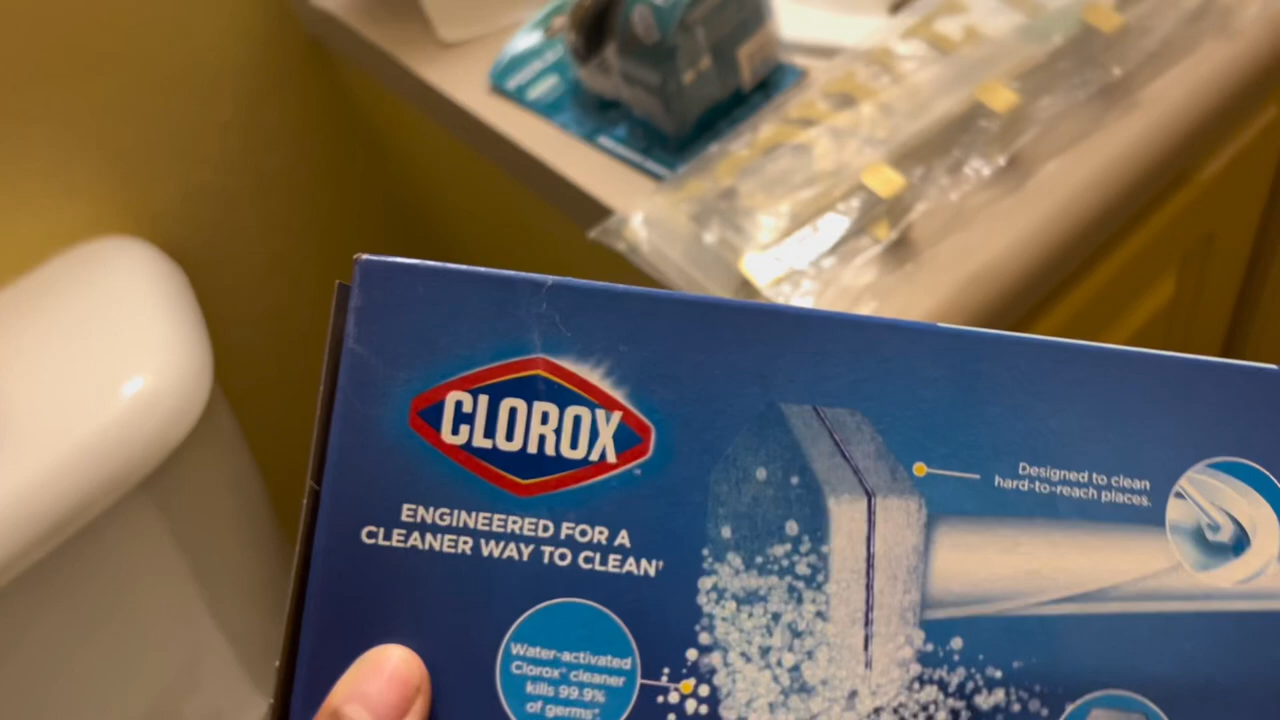 CLOROX
ENGINEERED FOR A
CLEANER WAY TO CLEAN†
Designed to clean
hard-to-reach places.
Water-activated
Clorox® cleaner
kills 99.9%
of germs*.